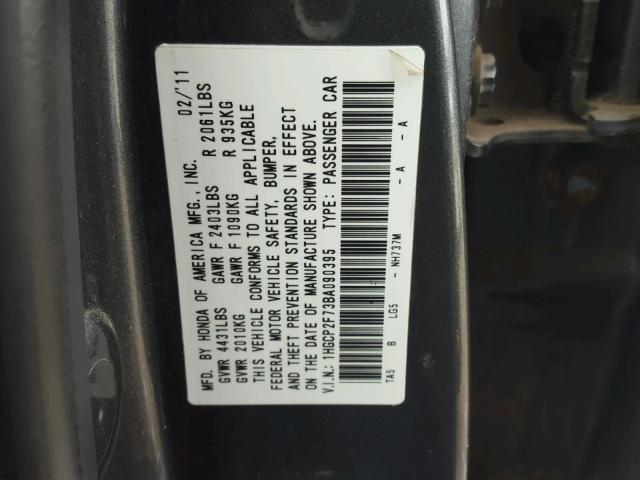 MFD. BY HONDA OF AMERICA MFG., INC. 02/'11
GVWR 4431LBS GAWR F 2403LBS R 2061LBS
GVWR 2010KG GAWR F 1090KG R 935KG
THIS VEHICLE CONFORMS TO ALL APPLICABLE
FEDERAL MOTOR VEHICLE SAFETY, BUMPER,
AND THEFT PREVENTION STANDARDS IN EFFECT
ON THE DATE OF MANUFACTURE SHOWN ABOVE.
V.I.N.: 1HGCP2F73BA090395 TYPE: PASSENGER CAR
TA5 B LG5 - NH737M - A - A